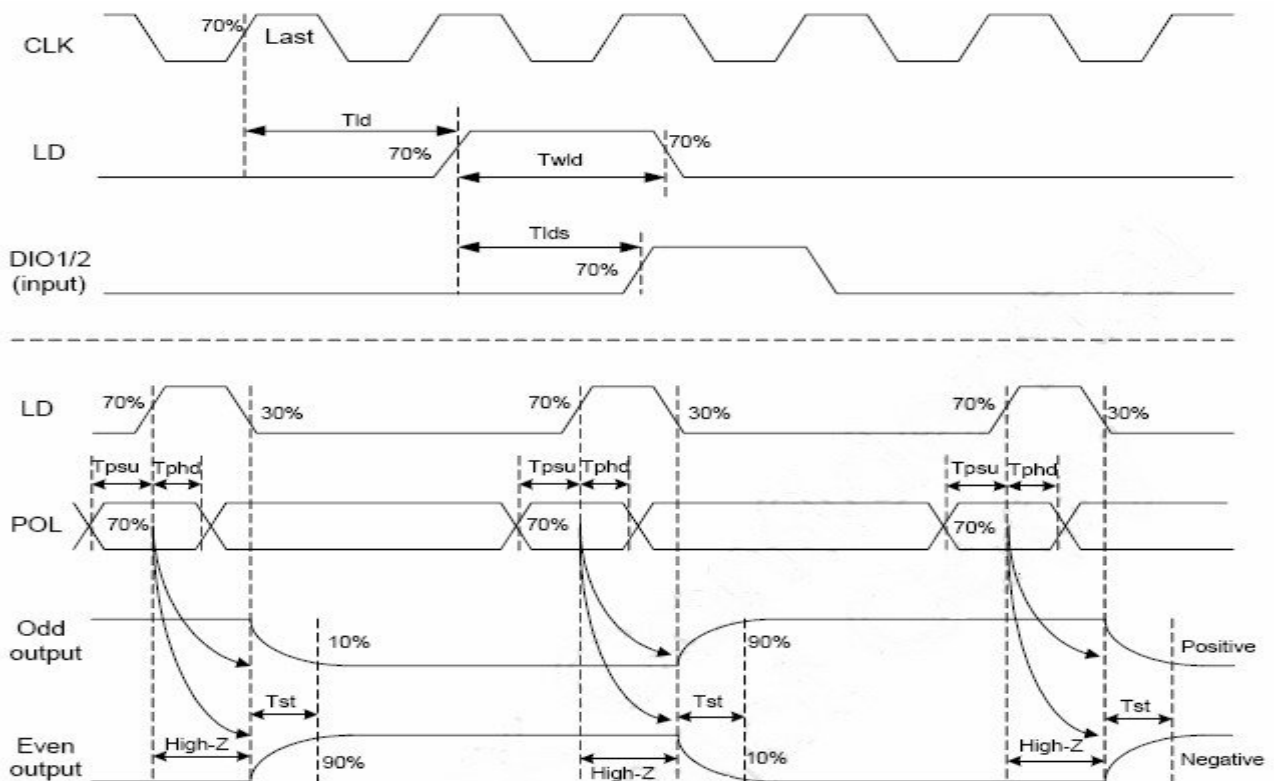 CLK
70%
Last
LD
Tld
70%
70%
Twld
DIO1/2
(input)
Tlds
70%
LD
70%
30%
70%
30%
70%
30%
Tpsu
Tphd
Tpsu
Tphd
Tpsu
Tphd
POL
70%
70%
70%
Odd
output
10%
90%
Positive
Tst
Tst
Tst
Even
output
High-Z
90%
High-Z
10%
High-Z
Negative